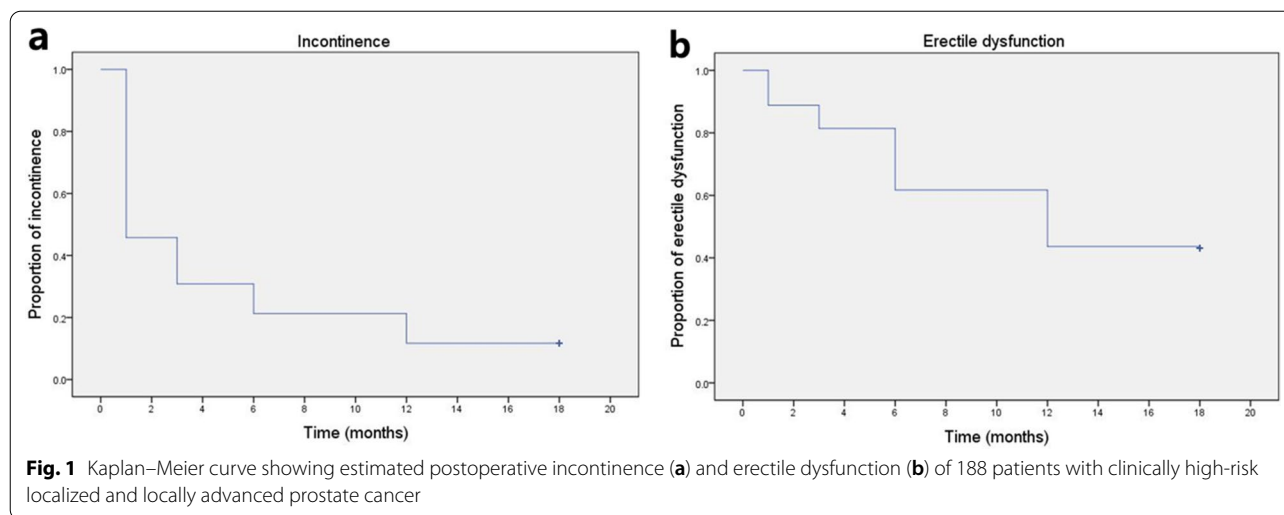 a
Incontinence
Proportion of incontinence
1.0
0.8
0.6
0.4
0.2
0.0
0 2 4 6 8 10 12 14 16 18 20
Time (months)
b
Erectile dysfunction
Proportion of erectile dysfunction
1.0
0.8
0.6
0.4
0.2
0.0
0 2 4 6 8 10 12 14 16 18 20
Time (months)
Fig. 1 Kaplan–Meier curve showing estimated postoperative incontinence (a) and erectile dysfunction (b) of 188 patients with clinically high-risk
localized and locally advanced prostate cancer